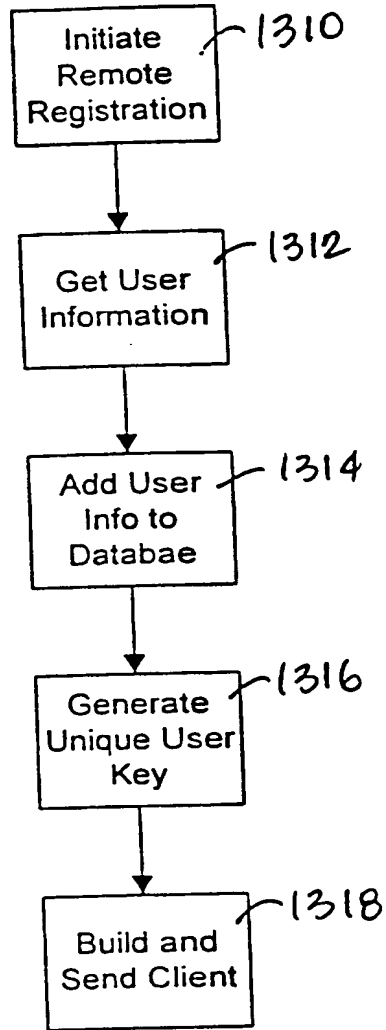 Initiate
Remote
Registration
1310
Get User
Information
1312
Add User
Info to
Databae
1314
Generate
Unique User
Key
1316
Build and
Send Client
1318